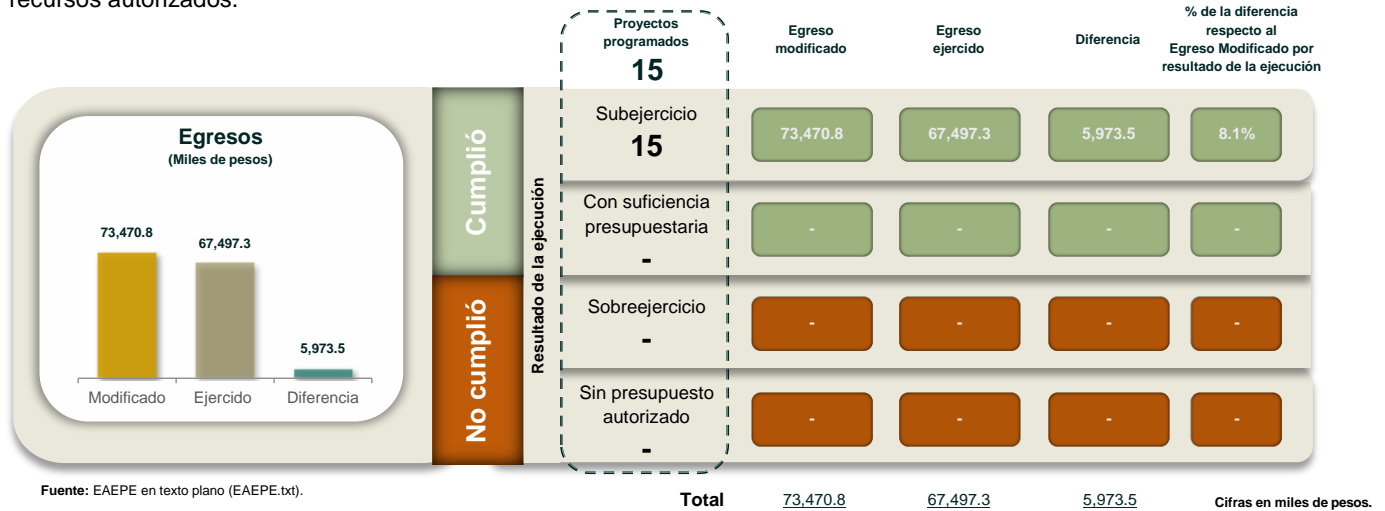 recursos autorizados.
Proyectos
programados
15
Egreso
modificado
Egreso
ejercido
Diferencia
% de la diferencia
respecto al
Egreso Modificado por
resultado de la ejecución
Egresos
(Miles de pesos)
73,470.8
67,497.3
5,973.5
Modificado
Ejercido
Diferencia
Cumplió
No cumplió
Resultado de la ejecución
Subejercicio
15
73,470.8
67,497.3
5,973.5
8.1%
Con suficiencia
presupuestaria
-
-
-
-
-
Sobreejercicio
-
-
-
-
-
Sin presupuesto
autorizado
-
-
-
-
-
Fuente: EAEPE en texto plano (EAEPE.txt).
Total
73,470.8
67,497.3
5,973.5
Cifras en miles de pesos.